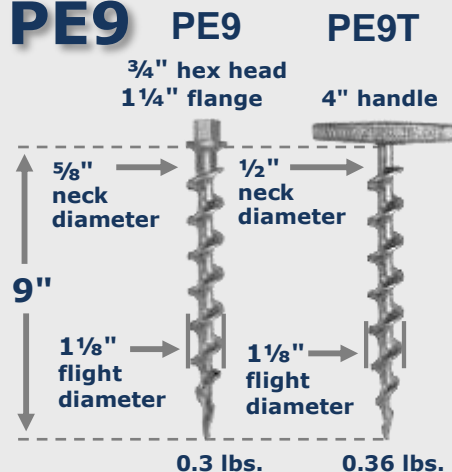 PE9
PE9 PE9T
¾" hex head
1¼" flange
4" handle
⅝"
neck
diameter
½"
neck
diameter
9"
1⅛"
flight
diameter
1⅛"
flight
diameter
0.3 lbs. 0.36 lbs.